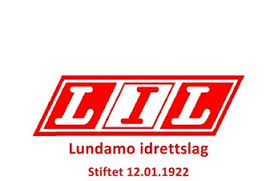 LIL
Lundamo idrettslag
Stiftet 12.01.1922